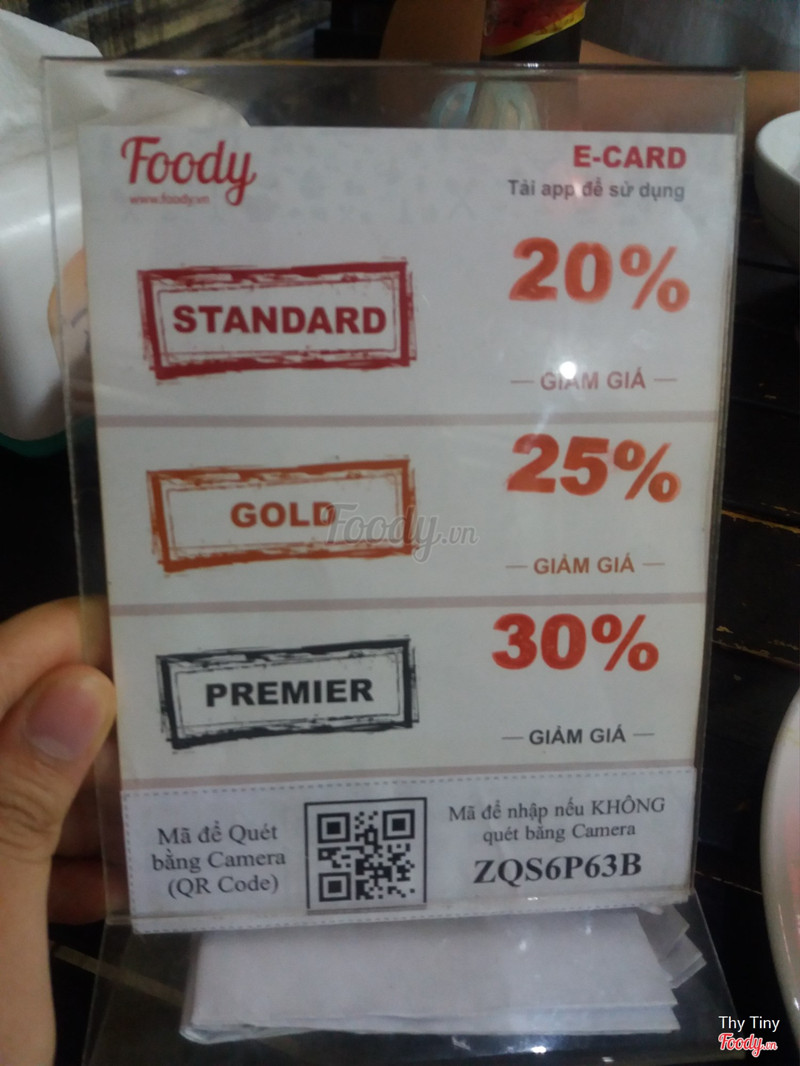 Foody
www.foody.vn
E-CARD
Tải app để sử dụng
STANDARD
20%
GIẢM GIÁ
GOLD
25%
GIẢM GIÁ
Foody.vn
PREMIER
30%
GIẢM GIÁ
Mã để Quét
bằng Camera
(QR Code)
Mã để nhập nếu KHÔNG
quét bằng Camera
ZQS6P63B
Thy Tiny
Foody.vn